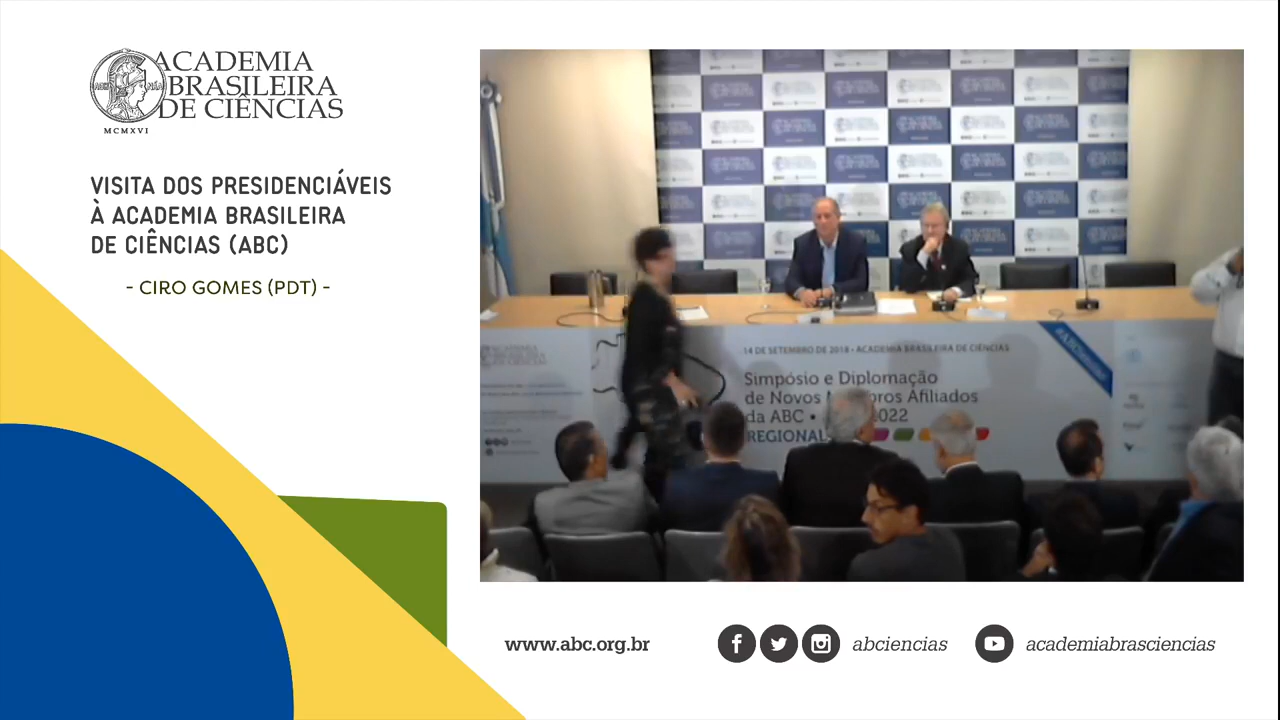 ACADEMIA
BRASILEIRA
DE CIÊNCIAS
MCMXVI
VISITA DOS PRESIDENCIÁVEIS
À ACADEMIA BRASILEIRA
DE CIÊNCIAS (ABC)
- CIRO GOMES (PDT) -
14 DE SETEMBRO DE 2018 • ACADEMIA BRASILEIRA DE CIÊNCIAS
Simpósio e Diplomação
de Novos Afiliados
da ABC • 2022
REGIONAL
www.abc.org.br
abciencias
academiabrasciencias